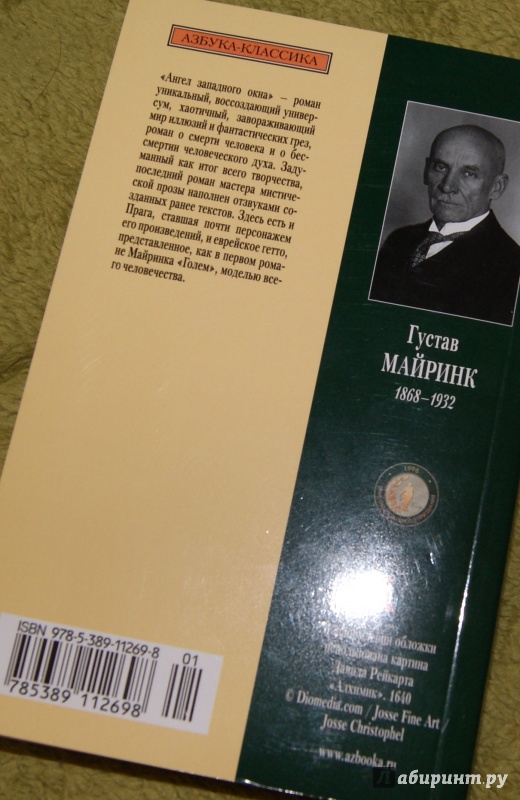 АЗБУКА-КЛАССИКА
«Ангел западного окна» – роман
уникальный, воссоздающий универ-
сум, хаотичный, завораживающий
мир иллюзий и фантастических грез,
роман о смерти человека и о бес-
смертии человеческого духа. Заду-
манный как итог всего творчества,
последний роман мастера мистиче-
ской прозы наполнен отзвуками со-
зданных ранее текстов. Здесь есть и
Прага, ставшая почти персонажем
его произведений, и еврейское гетто,
представленное, как в первом рома-
не Майринка «Голем», моделью все-
го человечества.
Густав
МАЙРИНК
1868–1932
обложки
использована картина
Давида Рейкарта
«Алхимик». 1640
© Diomedia.com / Josse Fine Art /
Josse Christophel
www.azbooka.ru
ISBN 978-5-389-11269-8
01
785389 112698
Лабиринт.ру